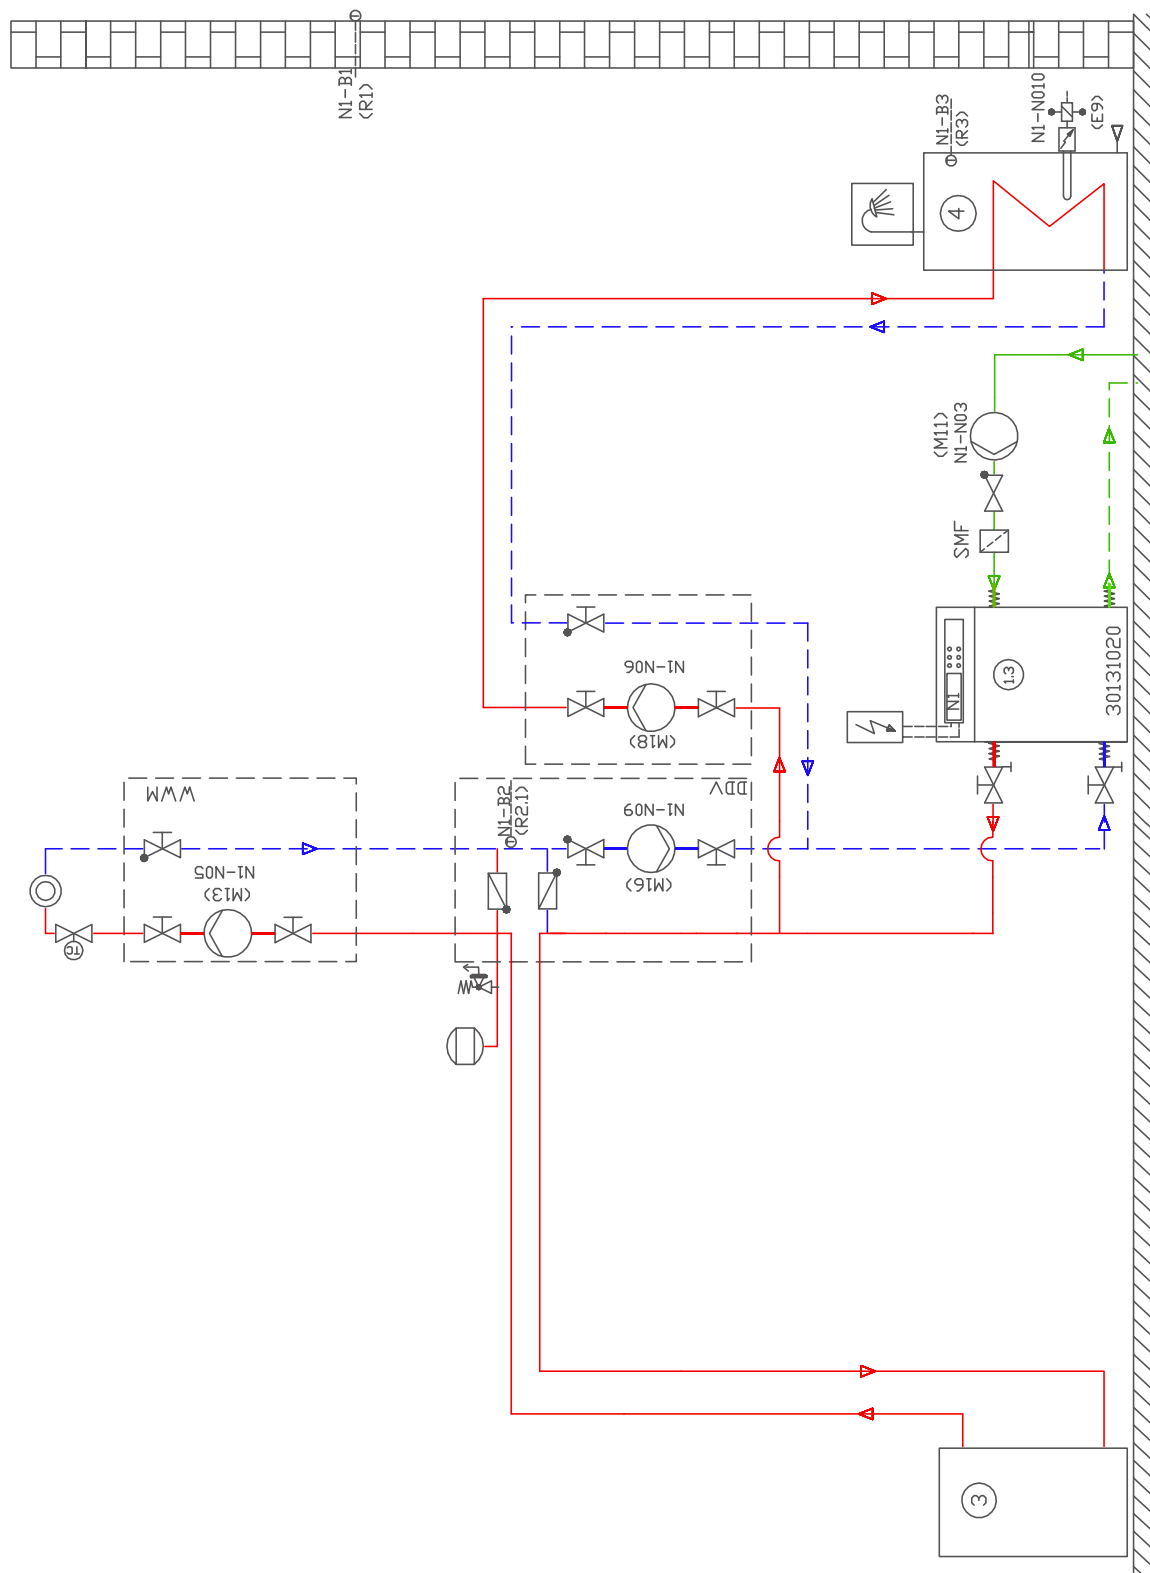 N1-B1
(R1)
N1-B3
(R3)
N1-N010
(E9)
4
(M11)
N1-N03
SMF
N1-N06
(M18)
N1
1.3
30131020
WWM
N1-N05
(M13)
TC
N1-B2
(R2.1)
DDV
N1-N09
(M16)
3